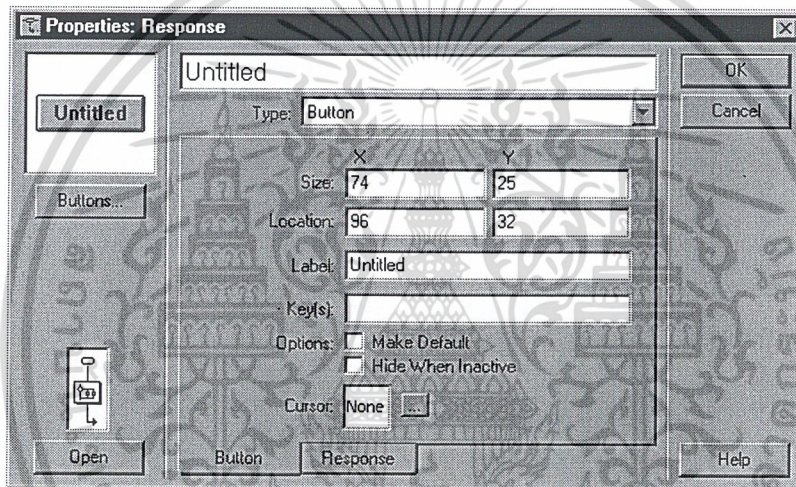 Properties: Response
Untitled
OK
Untitled
Type: Button
Cancel
X Y
Size: 74 25
Buttons...
Location: 96 32
Label: Untitled
Key(s):
Options: Make Default
Hide When Inactive
Cursor: None ...
Open
Button Response
Help